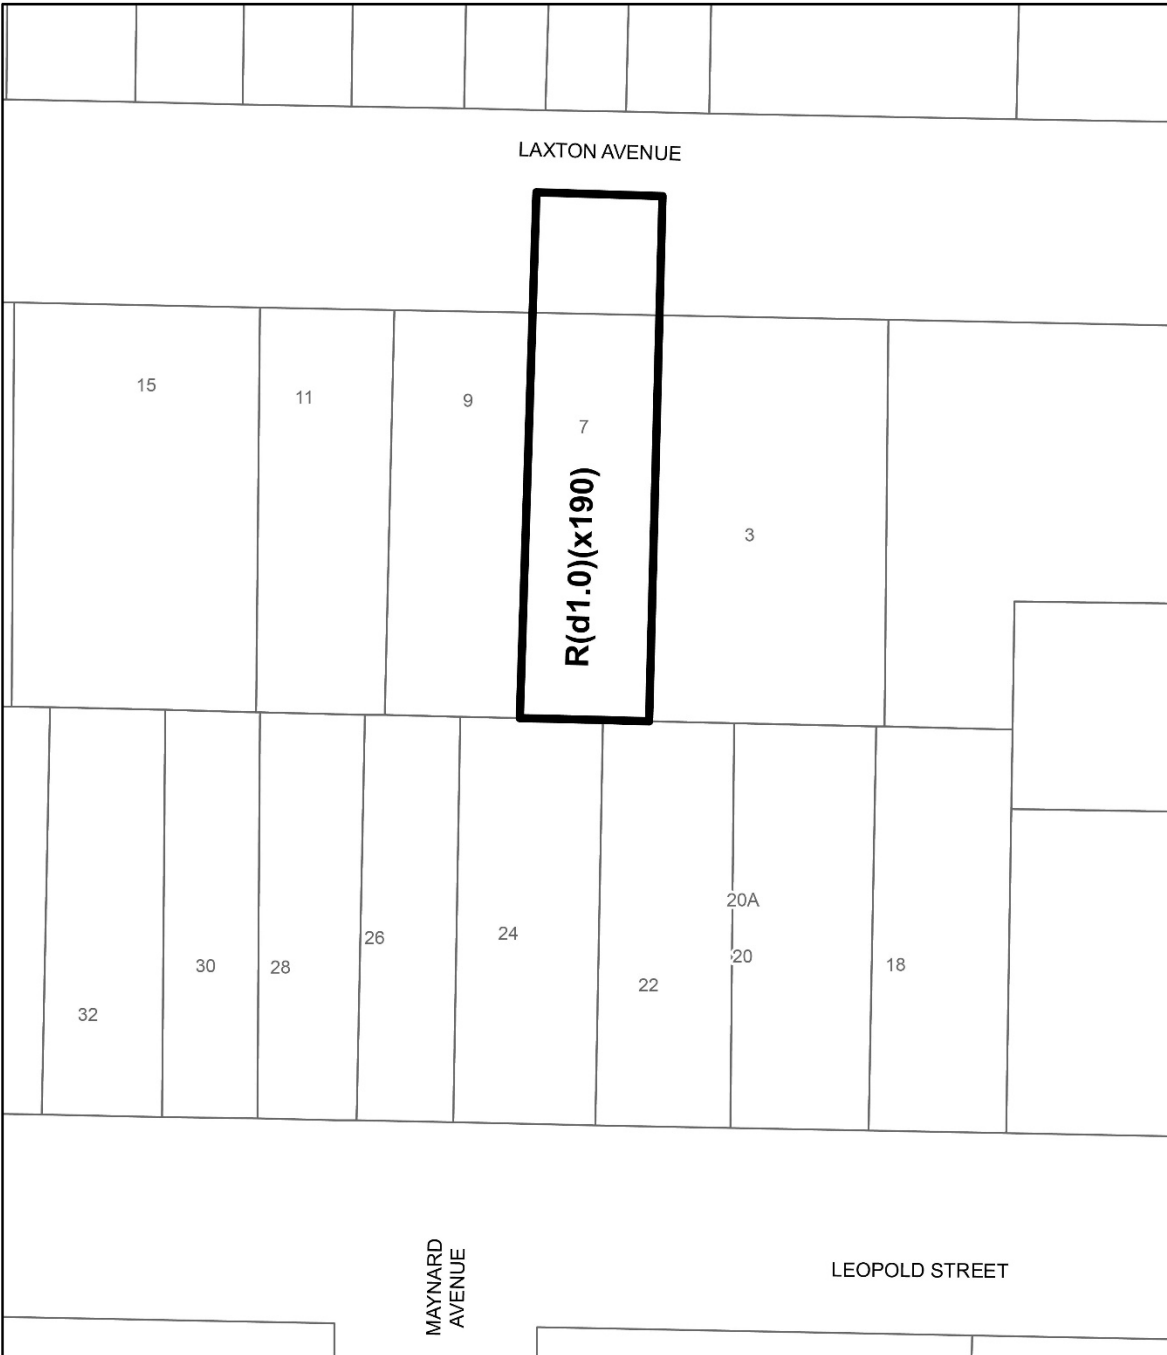 LAXTON AVENUE
15
11
9
7
3
R(d1.0)(x190)
20A
20
24
26
18
30
28
22
32
MAYNARD
AVENUE
LEOPOLD STREET